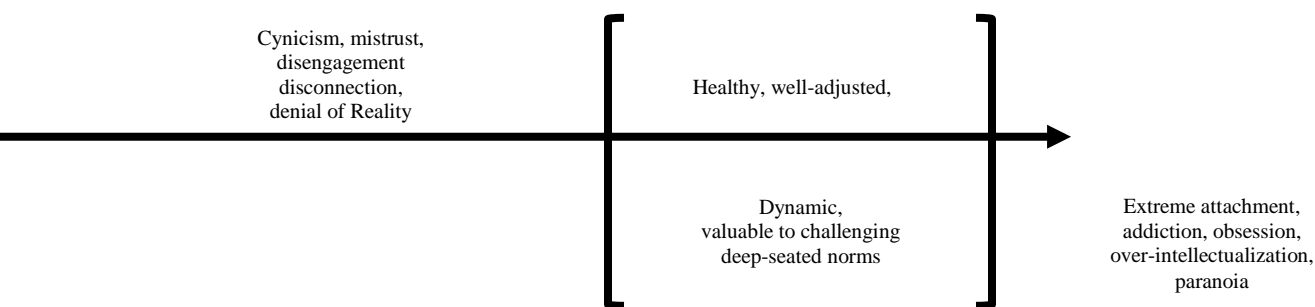 Cynicism, mistrust,
disengagement
disconnection,
denial of Reality
Healthy, well-adjusted,
Dynamic,
valuable to challenging
deep-seated norms
Extreme attachment,
addiction, obsession,
over-intellectualization,
paranoia